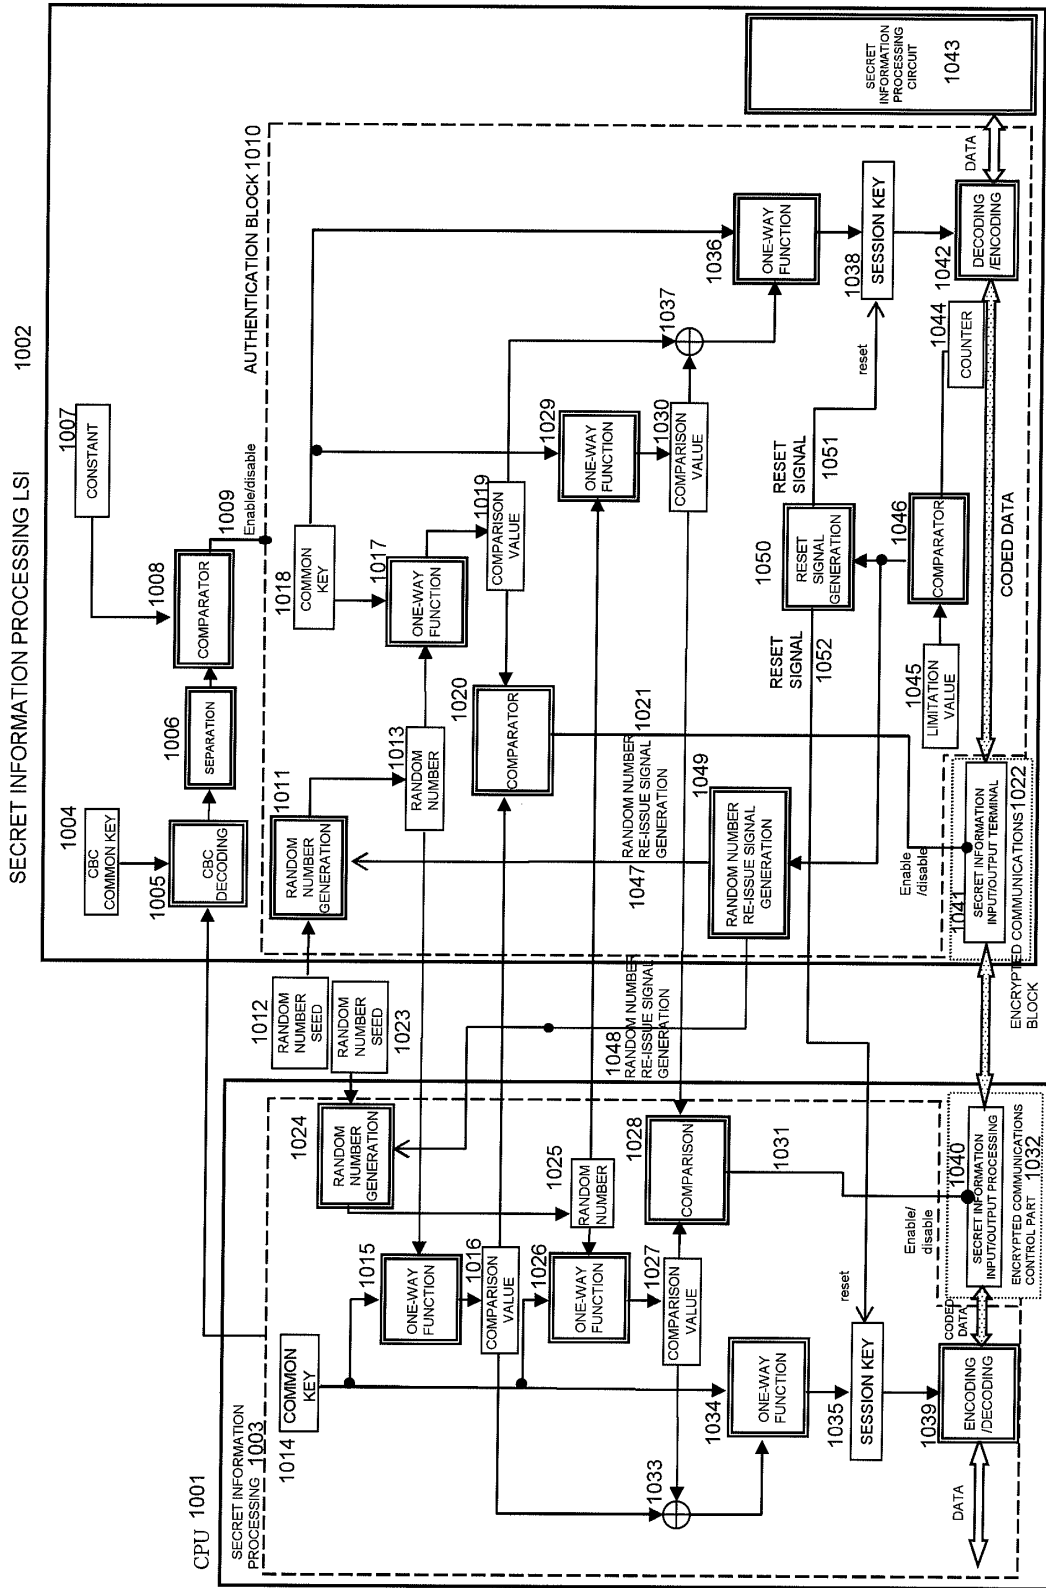 SECRET INFORMATION PROCESSING LSI
1002
1004
CBC
COMMON KEY
1005
CBC
DECODING
1006
SEPARATION
1007
CONSTANT
1008
COMPARATOR
1009
Enable/disable
AUTHENTICATION BLOCK 1010
1011
RANDOM
NUMBER
GENERATION
1012
RANDOM
NUMBER
SEED
1013
RANDOM
NUMBER
1018
COMMON
KEY
1017
ONE-WAY
FUNCTION
1019
COMPARISON
VALUE
1020
COMPARATOR
1021
1029
ONE-WAY
FUNCTION
1030
COMPARISON
VALUE
1037
1036
ONE-WAY
FUNCTION
1038
SESSION KEY
reset
1042
DECODING
/ENCODING
DATA
SECRET
INFORMATION
PROCESSING
CIRCUIT
1043
1044
COUNTER
1045
LIMITATION
VALUE
1046
COMPARATOR
1047
RANDOM NUMBER
RE-ISSUE SIGNAL
GENERATION
1049
RANDOM NUMBER
RE-ISSUE SIGNAL
GENERATION
1050
RESET
SIGNAL
GENERATION
RESET
SIGNAL
1051
RESET
SIGNAL
1052
CODED DATA
Enable
/disable
1041
SECRET INFORMATION
INPUT/OUTPUT TERMINAL
ENCRYPTED COMMUNICATIONS1022
BLOCK
1048
RANDOM NUMBER
RE-ISSUE SIGNAL
GENERATION
CPU 1001
SECRET INFORMATION
PROCESSING 1003
1014
COMMON
KEY
1015
ONE-WAY
FUNCTION
1016
COMPARISON
VALUE
RANDOM
NUMBER
SEED
1023
1024
RANDOM
NUMBER
GENERATION
1025
RANDOM
NUMBER
1026
ONE-WAY
FUNCTION
1027
COMPARISON
VALUE
1028
COMPARISON
1031
1033
1034
ONE-WAY
FUNCTION
1035
SESSION KEY
reset
1039
ENCODING
/DECODING
DATA
CODED
DATA
Enable/
disable
1040
SECRET INFORMATION
INPUT/OUTPUT PROCESSING
ENCRYPTED COMMUNICATIONS
CONTROL PART 1032